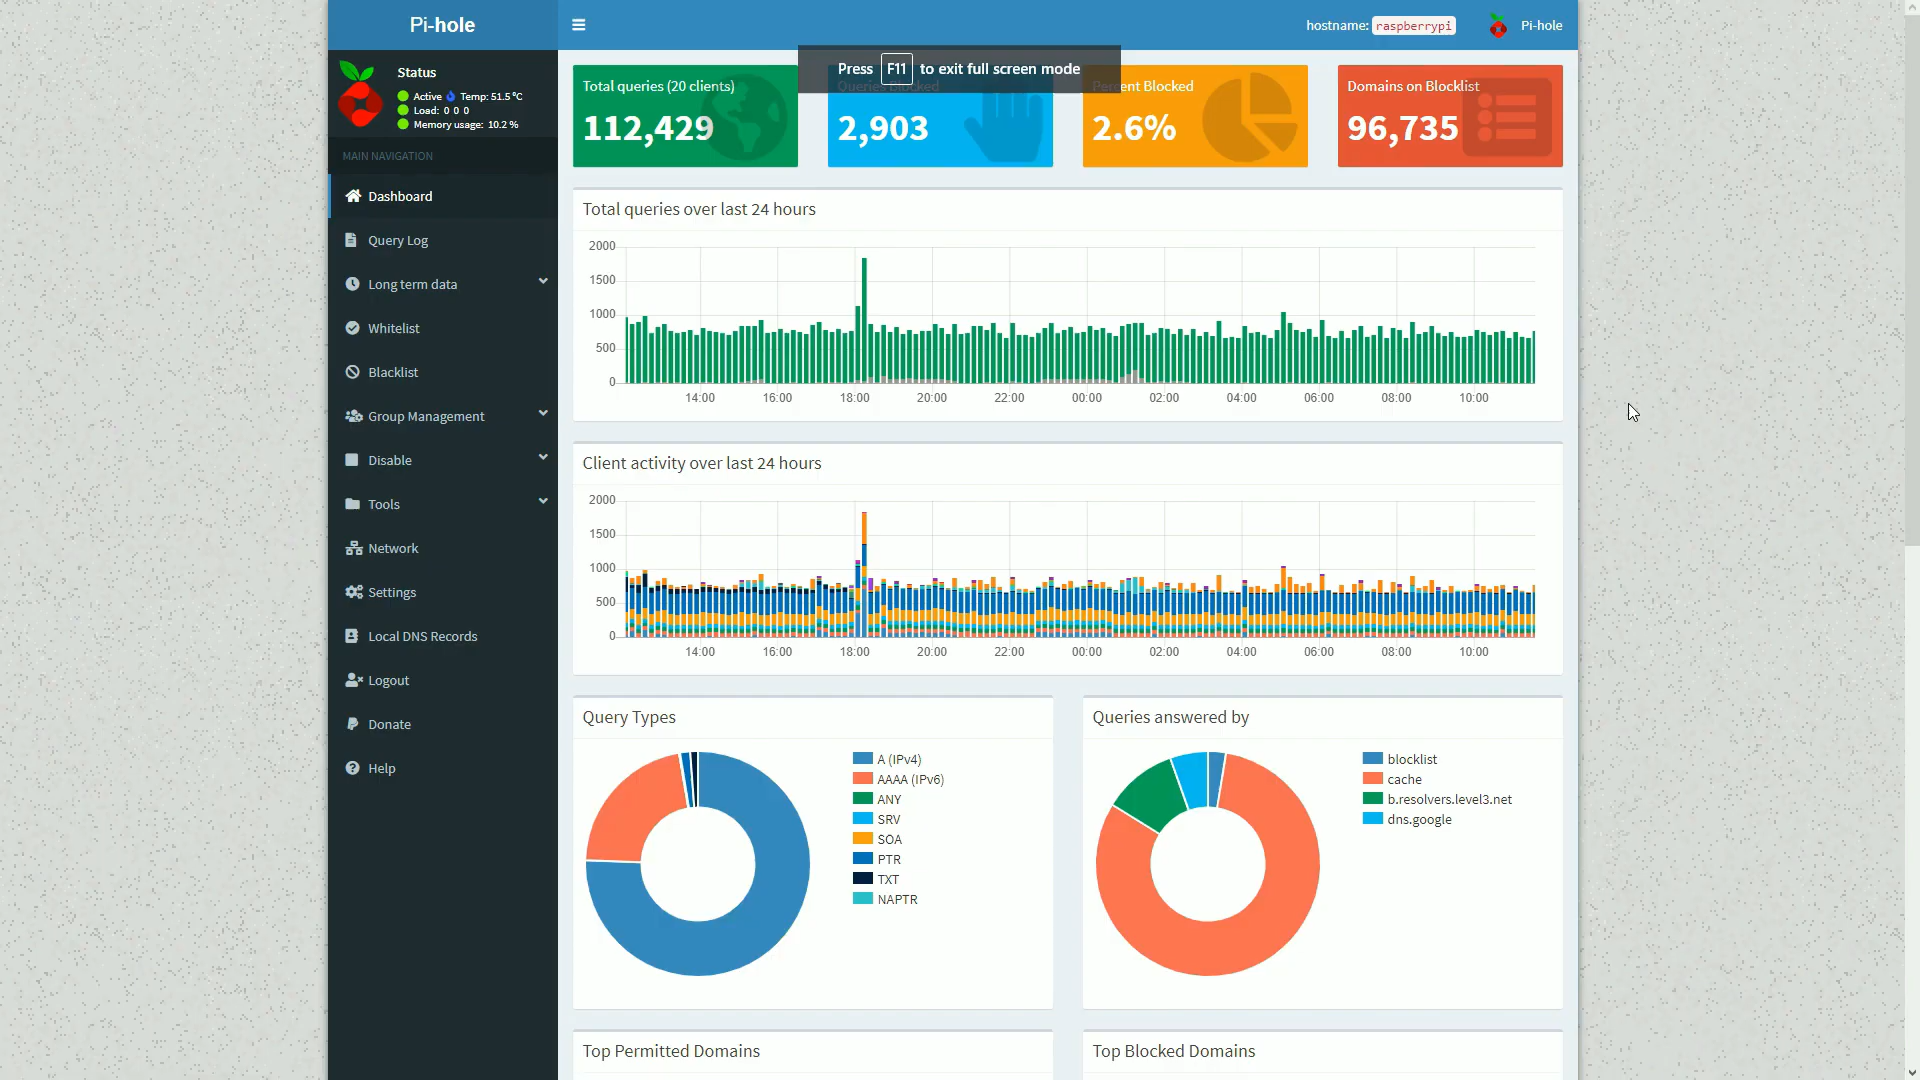 Pi-hole
hostname: raspberrypi
Pi-hole
Press F11 to exit full screen mode
Status
Active Temp: 51.5 °C
Load: 0 0 0
Memory usage: 10.2 %
MAIN NAVIGATION
Dashboard
Query Log
Long term data
Whitelist
Blacklist
Group Management
Disable
Tools
Network
Settings
Local DNS Records
Logout
Donate
Help
Total queries (20 clients)
112,429
Queries Blocked
2,903
Percent Blocked
2.6%
Domains on Blocklist
96,735
Total queries over last 24 hours
2000
1500
1000
500
0
14:00 16:00 18:00 20:00 22:00 00:00 02:00 04:00 06:00 08:00 10:00
Client activity over last 24 hours
2000
1500
1000
500
0
14:00 16:00 18:00 20:00 22:00 00:00 02:00 04:00 06:00 08:00 10:00
Query Types
A (IPv4)
AAAA (IPv6)
ANY
SRV
SOA
PTR
TXT
NAPTR
Queries answered by
blocklist
cache
b.resolvers.level3.net
dns.google
Top Permitted Domains
Top Blocked Domains